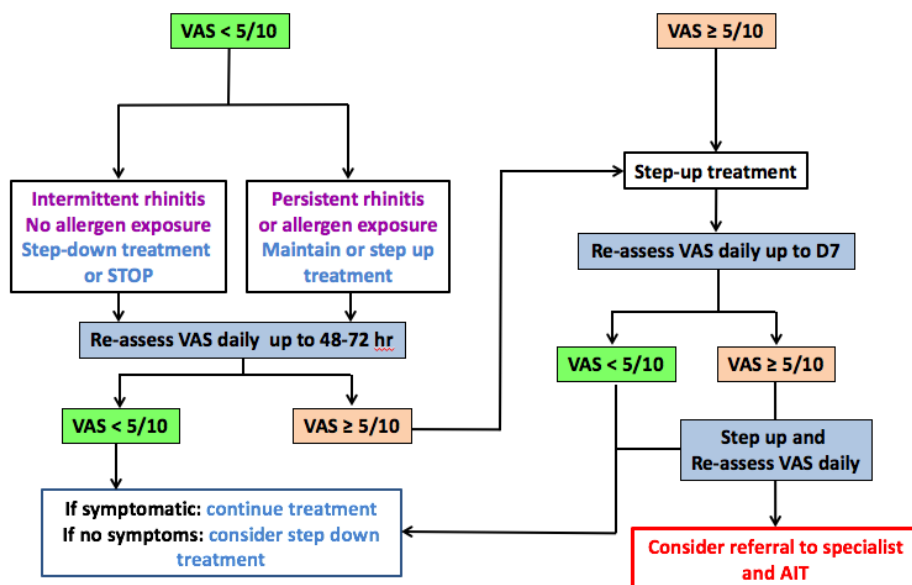 VAS < 5/10
VAS ≥ 5/10
Intermittent rhinitis
No allergen exposure
Step-down treatment
or STOP
Persistent rhinitis
or allergen exposure
Maintain or step up
treatment
Step-up treatment
Re-assess VAS daily up to D7
Re-assess VAS daily up to 48-72 hr
VAS < 5/10
VAS ≥ 5/10
VAS < 5/10
VAS ≥ 5/10
Step up and
Re-assess VAS daily
If symptomatic: continue treatment
If no symptoms: consider step down
treatment
Consider referral to specialist
and AIT